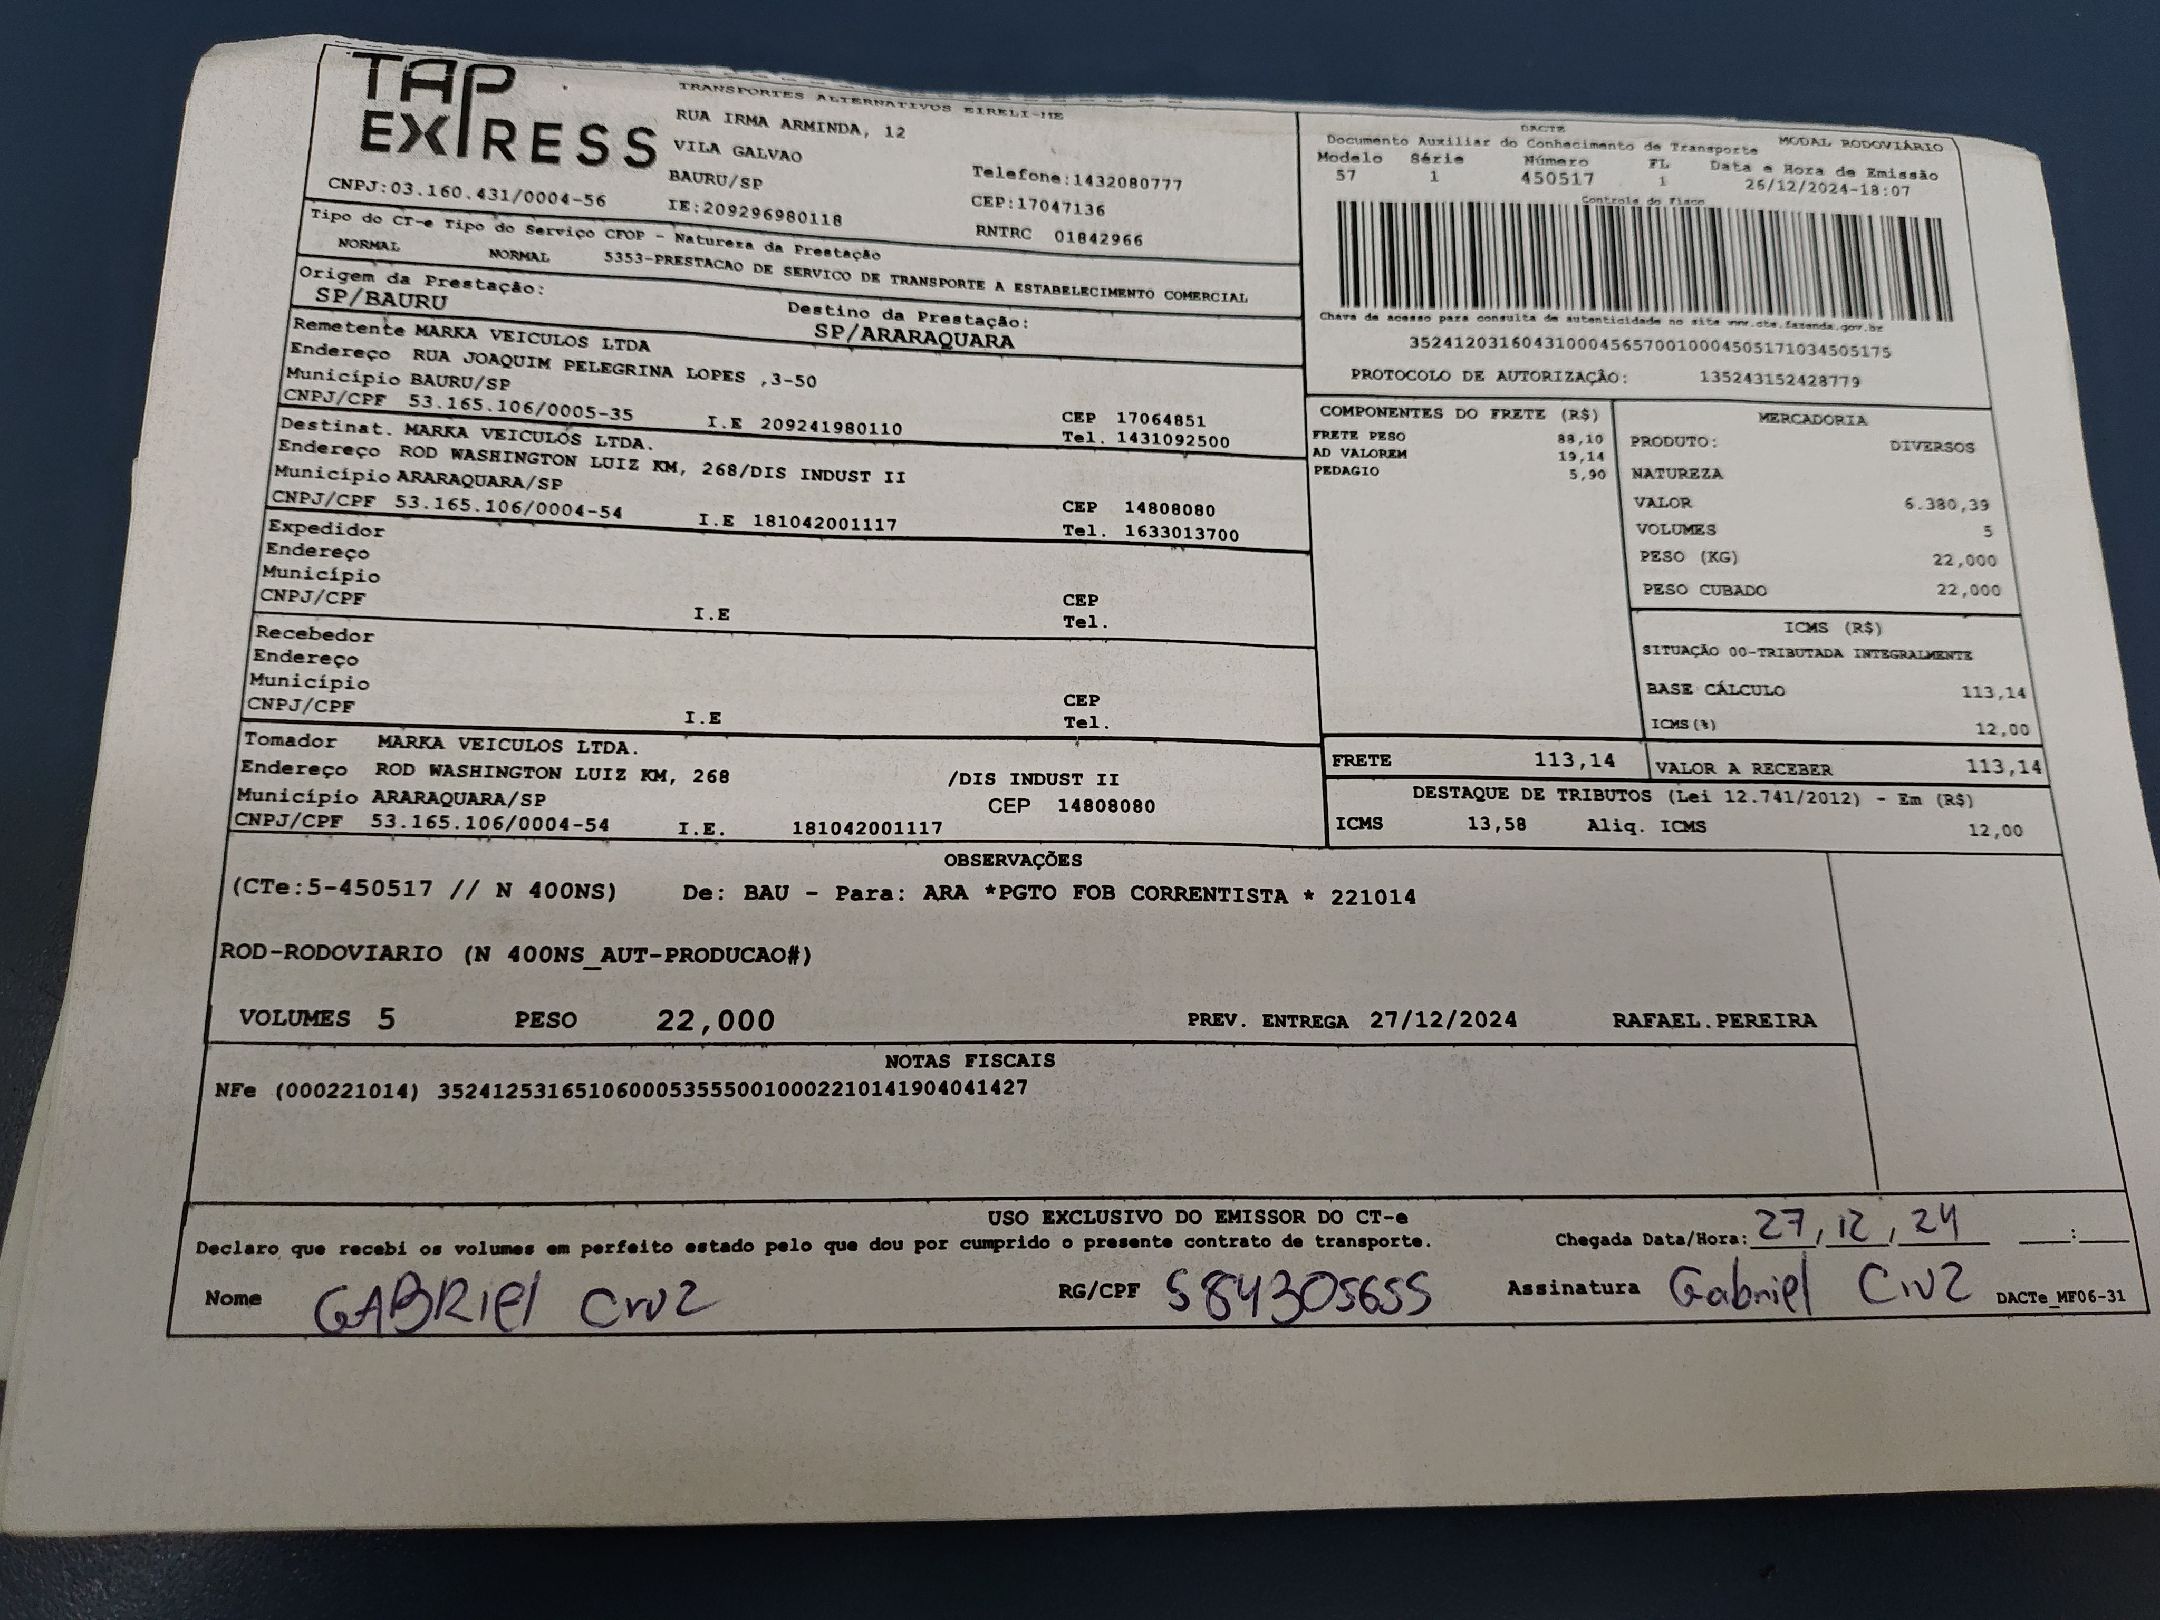 TAP
EXPRESS
TRANSPORTES ALTERNATIVOS EIRELI-ME
RUA IRMA ARMINDA, 12
VILA GALVAO
BAURU/SP Telefone:1432080777
CNPJ:03.160.431/0004-56 IE:209296980118 CEP:17047136
RNTRC 01842966
DACTE
Documento Auxiliar do Conhecimento de Transporte MODAL RODOVIÁRIO
Modelo Série Número FL Data e Hora de Emissão
57 1 450517 1 26/12/2024-18:07
Controle do Fisco
Chave de acesso para consulta de autenticidade no site www.cte.fazenda.gov.br
35241203160431000456570010004505171034505175
PROTOCOLO DE AUTORIZAÇÃO: 135243152428779
Tipo do CT-e Tipo do Serviço CFOP - Natureza da Prestação
NORMAL NORMAL 5353-PRESTACAO DE SERVICO DE TRANSPORTE A ESTABELECIMENTO COMERCIAL
Origem da Prestação: Destino da Prestação:
SP/BAURU SP/ARARAQUARA
Remetente MARKA VEICULOS LTDA
Endereço RUA JOAQUIM PELEGRINA LOPES ,3-50
Município BAURU/SP CEP 17064851
CNPJ/CPF 53.165.106/0005-35 I.E 209241980110 Tel. 1431092500
Destinat. MARKA VEICULOS LTDA.
Endereço ROD WASHINGTON LUIZ KM, 268/DIS INDUST II
Município ARARAQUARA/SP CEP 14808080
CNPJ/CPF 53.165.106/0004-54 I.E 181042001117 Tel. 1633013700
Expedidor
Endereço
Município CEP
CNPJ/CPF I.E Tel.
Recebedor
Endereço
Município CEP
CNPJ/CPF I.E Tel.
Tomador MARKA VEICULOS LTDA.
Endereço ROD WASHINGTON LUIZ KM, 268 /DIS INDUST II
Município ARARAQUARA/SP CEP 14808080
CNPJ/CPF 53.165.106/0004-54 I.E. 181042001117
COMPONENTES DO FRETE (R$)
FRETE PESO 88,10
AD VALOREM 19,14
PEDAGIO 5,90
MERCADORIA
PRODUTO: DIVERSOS
NATUREZA
VALOR 6.380,39
VOLUMES 5
PESO (KG) 22,000
PESO CUBADO 22,000
ICMS (R$)
SITUAÇÃO 00-TRIBUTADA INTEGRALMENTE
BASE CÁLCULO 113,14
ICMS(%) 12,00
FRETE 113,14 VALOR A RECEBER 113,14
DESTAQUE DE TRIBUTOS (Lei 12.741/2012) - Em (R$)
ICMS 13,58 Aliq. ICMS 12,00
OBSERVAÇÕES
(CTe:5-450517 // N 400NS) De: BAU - Para: ARA *PGTO FOB CORRENTISTA * 221014
ROD-RODOVIARIO (N 400NS_AUT-PRODUCAO#)
VOLUMES 5 PESO 22,000 PREV. ENTREGA 27/12/2024 RAFAEL.PEREIRA
NOTAS FISCAIS
NFe (000221014) 35241253165106000535550010002210141904041427
USO EXCLUSIVO DO EMISSOR DO CT-e
Declaro que recebi os volumes em perfeito estado pelo que dou por cumprido o presente contrato de transporte. Chegada Data/Hora: 27, 12, 24 :
Nome GABRIEL Cruz RG/CPF 584305655 Assinatura Gabriel Cruz DACTe_MF06-31